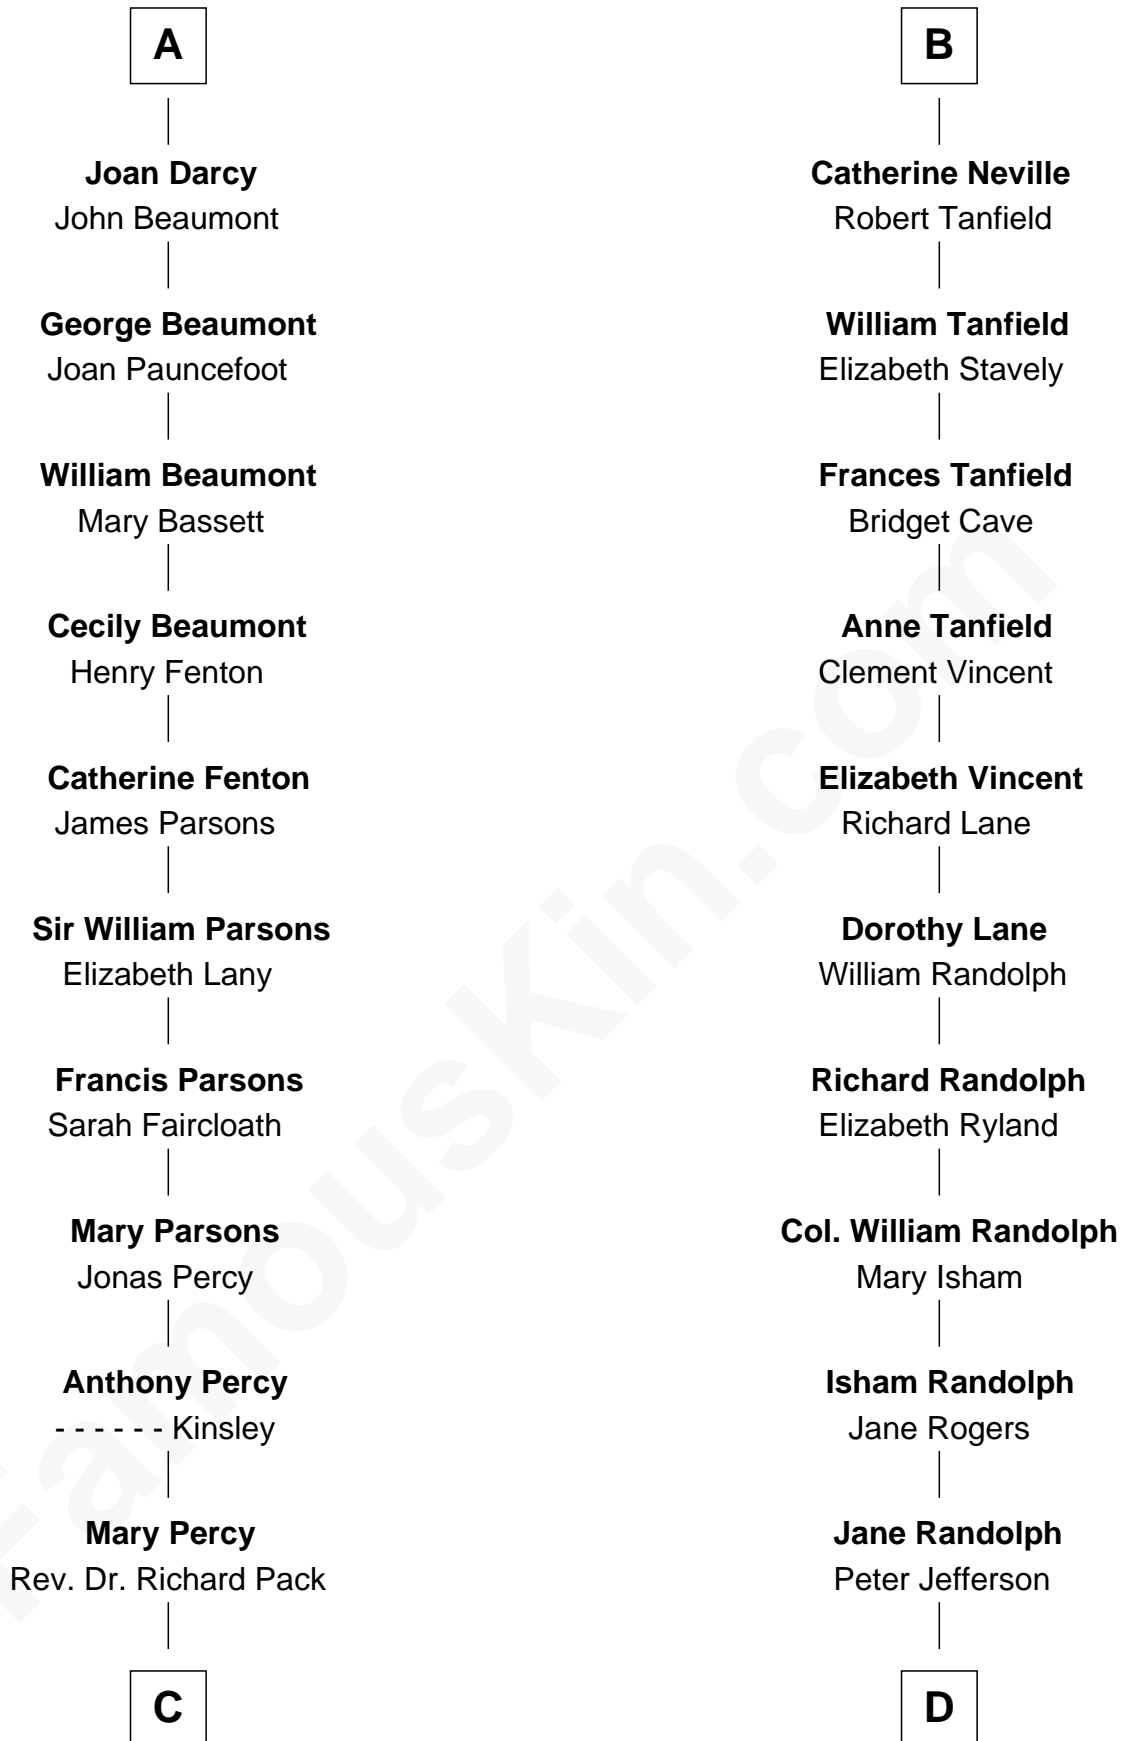 A
Joan Darcy
John Beaumont
George Beaumont
Joan Pauncefoot
William Beaumont
Mary Bassett
Cecily Beaumont
Henry Fenton
Catherine Fenton
James Parsons
Sir William Parsons
Elizabeth Lany
Francis Parsons
Sarah Faircloath
Mary Parsons
Jonas Percy
Anthony Percy
- - - - - - Kinsley
Mary Percy
Rev. Dr. Richard Pack
C
B
Catherine Neville
Robert Tanfield
William Tanfield
Elizabeth Stavely
Frances Tanfield
Bridget Cave
Anne Tanfield
Clement Vincent
Elizabeth Vincent
Richard Lane
Dorothy Lane
William Randolph
Richard Randolph
Elizabeth Ryland
Col. William Randolph
Mary Isham
Isham Randolph
Jane Rogers
Jane Randolph
Peter Jefferson
D
FamousKin.com